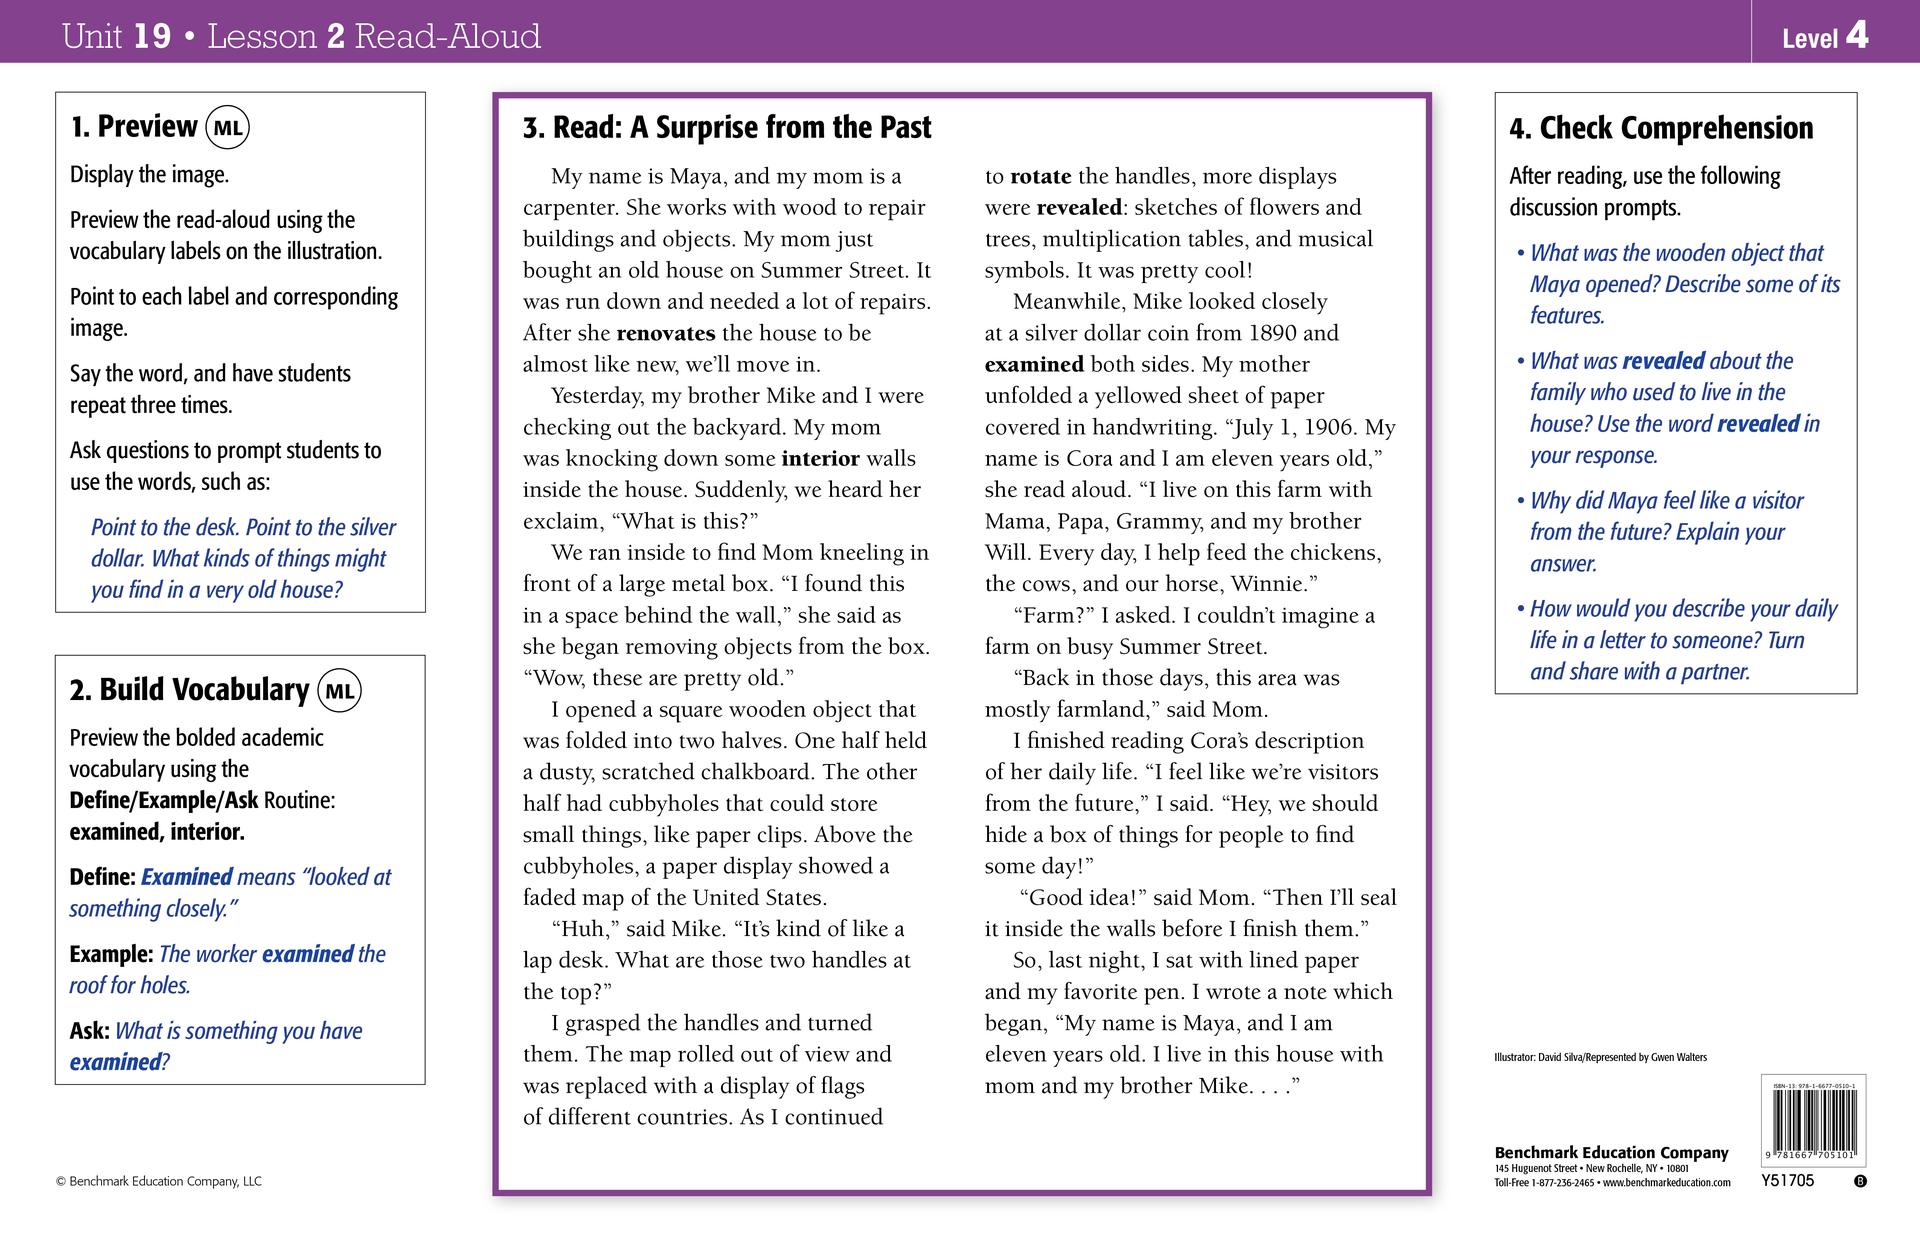 Unit 19 • Lesson 2 Read-Aloud
Level 4
1. Preview ML
Display the image.
Preview the read-aloud using the
vocabulary labels on the illustration.
Point to each label and corresponding
image.
Say the word, and have students
repeat three times.
Ask questions to prompt students to
use the words, such as:
Point to the desk. Point to the silver
dollar. What kinds of things might
you find in a very old house?
2. Build Vocabulary ML
Preview the bolded academic
vocabulary using the
Define/Example/Ask Routine:
examined, interior.
Define: Examined means “looked at
something closely.”
Example: The worker examined the
roof for holes.
Ask: What is something you have
examined?
© Benchmark Education Company, LLC
3. Read: A Surprise from the Past
My name is Maya, and my mom is a
carpenter. She works with wood to repair
buildings and objects. My mom just
bought an old house on Summer Street. It
was run down and needed a lot of repairs.
After she renovates the house to be
almost like new, we’ll move in.
Yesterday, my brother Mike and I were
checking out the backyard. My mom
was knocking down some interior walls
inside the house. Suddenly, we heard her
exclaim, “What is this?”
We ran inside to find Mom kneeling in
front of a large metal box. “I found this
in a space behind the wall,” she said as
she began removing objects from the box.
“Wow, these are pretty old.”
I opened a square wooden object that
was folded into two halves. One half held
a dusty, scratched chalkboard. The other
half had cubbyholes that could store
small things, like paper clips. Above the
cubbyholes, a paper display showed a
faded map of the United States.
“Huh,” said Mike. “It’s kind of like a
lap desk. What are those two handles at
the top?”
I grasped the handles and turned
them. The map rolled out of view and
was replaced with a display of flags
of different countries. As I continued
to rotate the handles, more displays
were revealed: sketches of flowers and
trees, multiplication tables, and musical
symbols. It was pretty cool!
Meanwhile, Mike looked closely
at a silver dollar coin from 1890 and
examined both sides. My mother
unfolded a yellowed sheet of paper
covered in handwriting. “July 1, 1906. My
name is Cora and I am eleven years old,”
she read aloud. “I live on this farm with
Mama, Papa, Grammy, and my brother
Will. Every day, I help feed the chickens,
the cows, and our horse, Winnie.”
“Farm?” I asked. I couldn’t imagine a
farm on busy Summer Street.
“Back in those days, this area was
mostly farmland,” said Mom.
I finished reading Cora’s description
of her daily life. “I feel like we’re visitors
from the future,” I said. “Hey, we should
hide a box of things for people to find
some day!”
“Good idea!” said Mom. “Then I’ll seal
it inside the walls before I finish them.”
So, last night, I sat with lined paper
and my favorite pen. I wrote a note which
began, “My name is Maya, and I am
eleven years old. I live in this house with
mom and my brother Mike. . . .”
4. Check Comprehension
After reading, use the following
discussion prompts.
• What was the wooden object that
Maya opened? Describe some of its
features.
• What was revealed about the
family who used to live in the
house? Use the word revealed in
your response.
• Why did Maya feel like a visitor
from the future? Explain your
answer.
• How would you describe your daily
life in a letter to someone? Turn
and share with a partner.
Illustrator: David Silva/Represented by Gwen Walters
Benchmark Education Company
145 Huguenot Street • New Rochelle, NY • 10801
Toll-Free 1-877-236-2465 • www.benchmarkeducation.com
ISBN-13: 978-1-6677-0510-1
9 781667 705101
Y51705
B